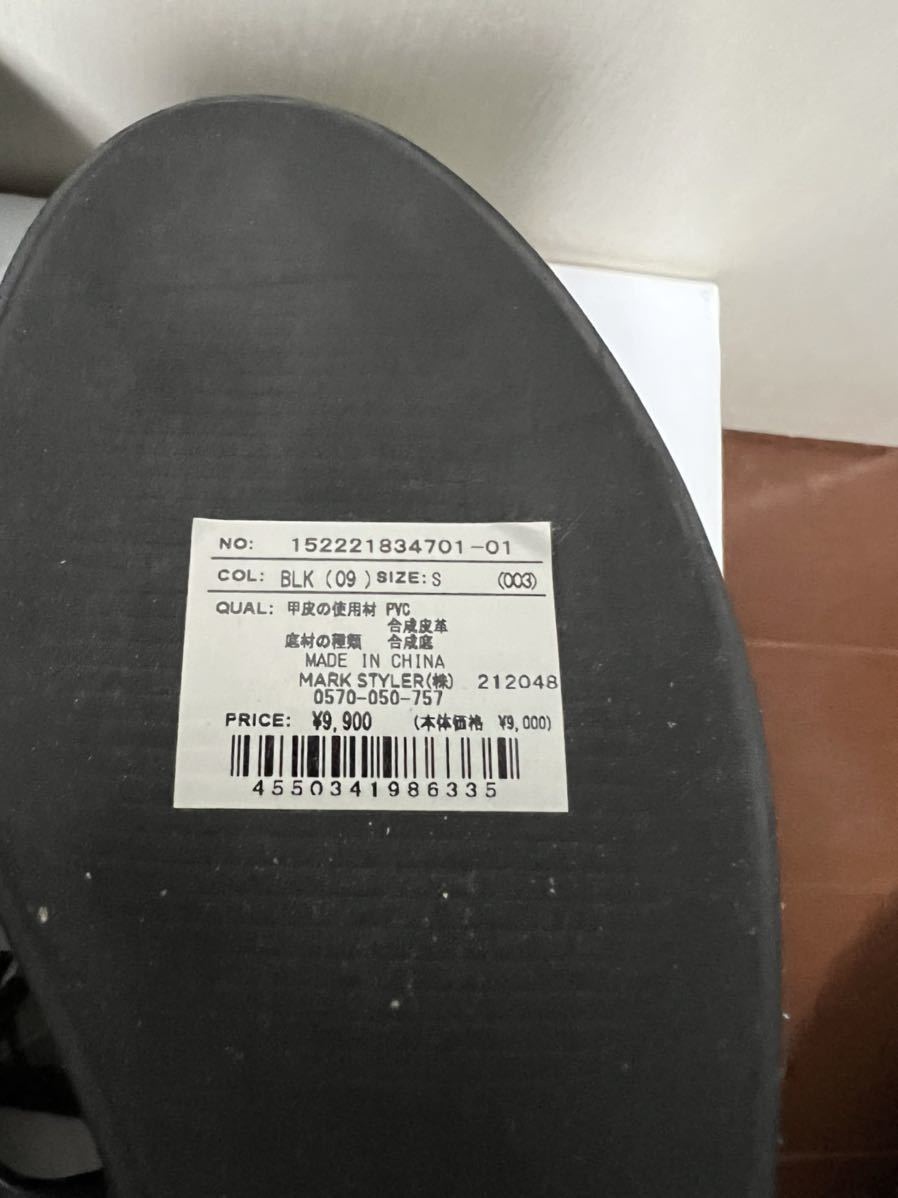 NO: 152221834701-01
COL: BLK (09) SIZE: S (003)
QUAL: 甲皮の使用材 PVC
合成皮革
底材の種類 合成底
MADE IN CHINA
MARK STYLER(株) 212048
0570-050-757
PRICE: ¥9,900 (本体価格 ¥9,000)
4550341986335